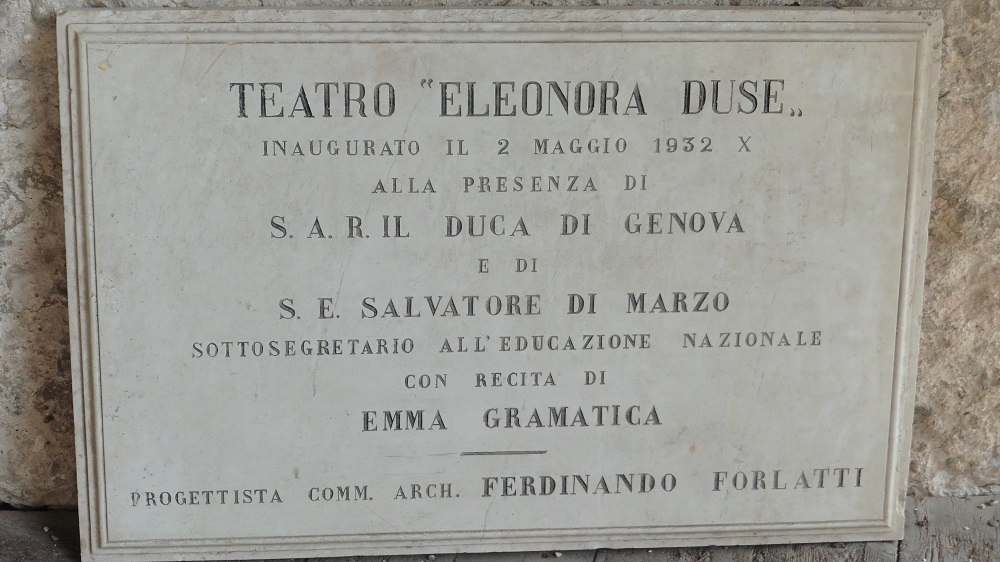 TEATRO “ELEONORA DUSE„
INAUGURATO IL 2 MAGGIO 1932 X
ALLA PRESENZA DI
S. A. R. IL DUCA DI GENOVA
E DI
S. E. SALVATORE DI MARZO
SOTTOSEGRETARIO ALL'EDUCAZIONE NAZIONALE
CON RECITA DI
EMMA GRAMATICA
PROGETTISTA COMM. ARCH. FERDINANDO FORLATTI